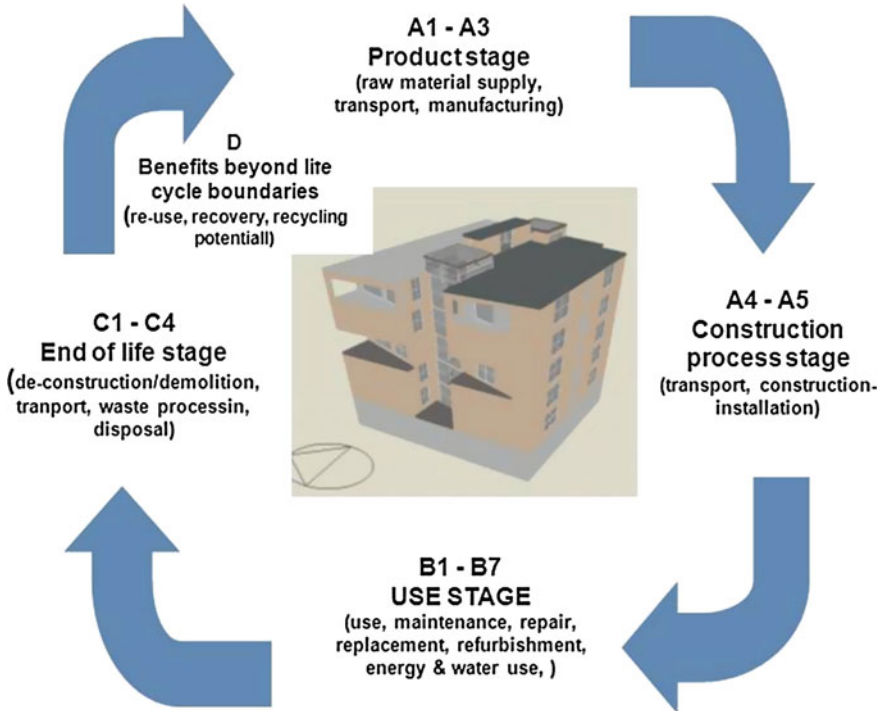 A1 - A3
Product stage
(raw material supply,
transport, manufacturing)
D
Benefits beyond life
cycle boundaries
(re-use, recovery, recycling
potentiall)
A4 - A5
Construction
process stage
(transport, construction-
installation)
B1 - B7
USE STAGE
(use, maintenance, repair,
replacement, refurbishment,
energy & water use, )
C1 - C4
End of life stage
(de-construction/demolition,
tranport, waste processin,
disposal)